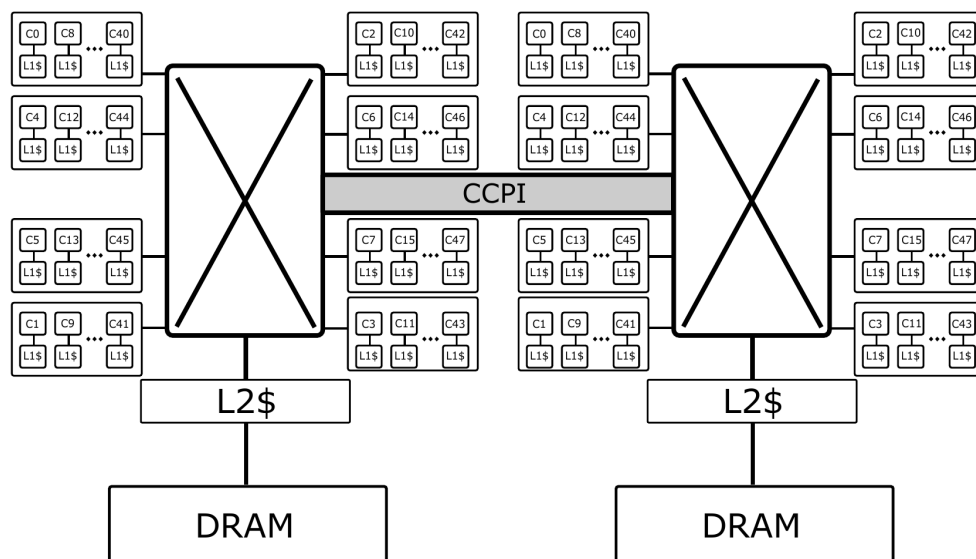 C0 C8 ... C40
L1$ L1$ L1$
C2 C10 ... C42
L1$ L1$ L1$
C0 C8 ... C40
L1$ L1$ L1$
C2 C10 ... C42
L1$ L1$ L1$
C4 C12 ... C44
L1$ L1$ L1$
C6 C14 ... C46
L1$ L1$ L1$
C4 C12 ... C44
L1$ L1$ L1$
C6 C14 ... C46
L1$ L1$ L1$
CCPI
C5 C13 ... C45
L1$ L1$ L1$
C7 C15 ... C47
L1$ L1$ L1$
C5 C13 ... C45
L1$ L1$ L1$
C7 C15 ... C47
L1$ L1$ L1$
C1 C9 ... C41
L1$ L1$ L1$
C3 C11 ... C43
L1$ L1$ L1$
C1 C9 ... C41
L1$ L1$ L1$
C3 C11 ... C43
L1$ L1$ L1$
L2$
L2$
DRAM
DRAM